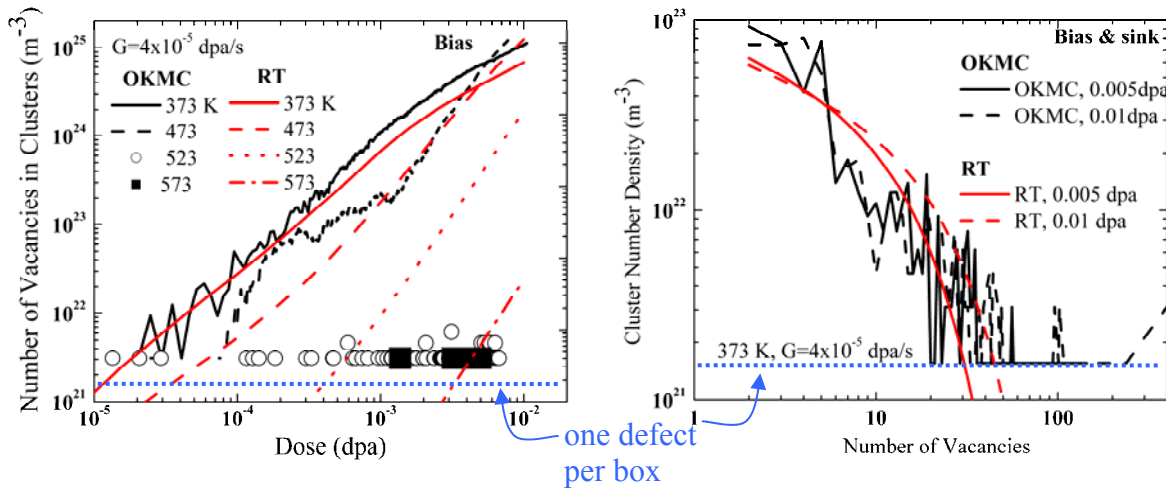 Number of Vacancies in Clusters (m⁻³)
10²⁵
10²⁴
10²³
10²²
10²¹
G=4x10⁻⁵ dpa/s
Bias
OKMC RT
373 K 373 K
473 473
523 523
573 573
10⁻⁵ 10⁻⁴ 10⁻³ 10⁻²
Dose (dpa)
Cluster Number Density (m⁻³)
10²³
10²²
10²¹
Bias & sink
OKMC
OKMC, 0.005dpa
OKMC, 0.01dpa
RT
RT, 0.005 dpa
RT, 0.01 dpa
373 K, G=4x10⁻⁵ dpa/s
1 10 100
Number of Vacancies
one defect
per box